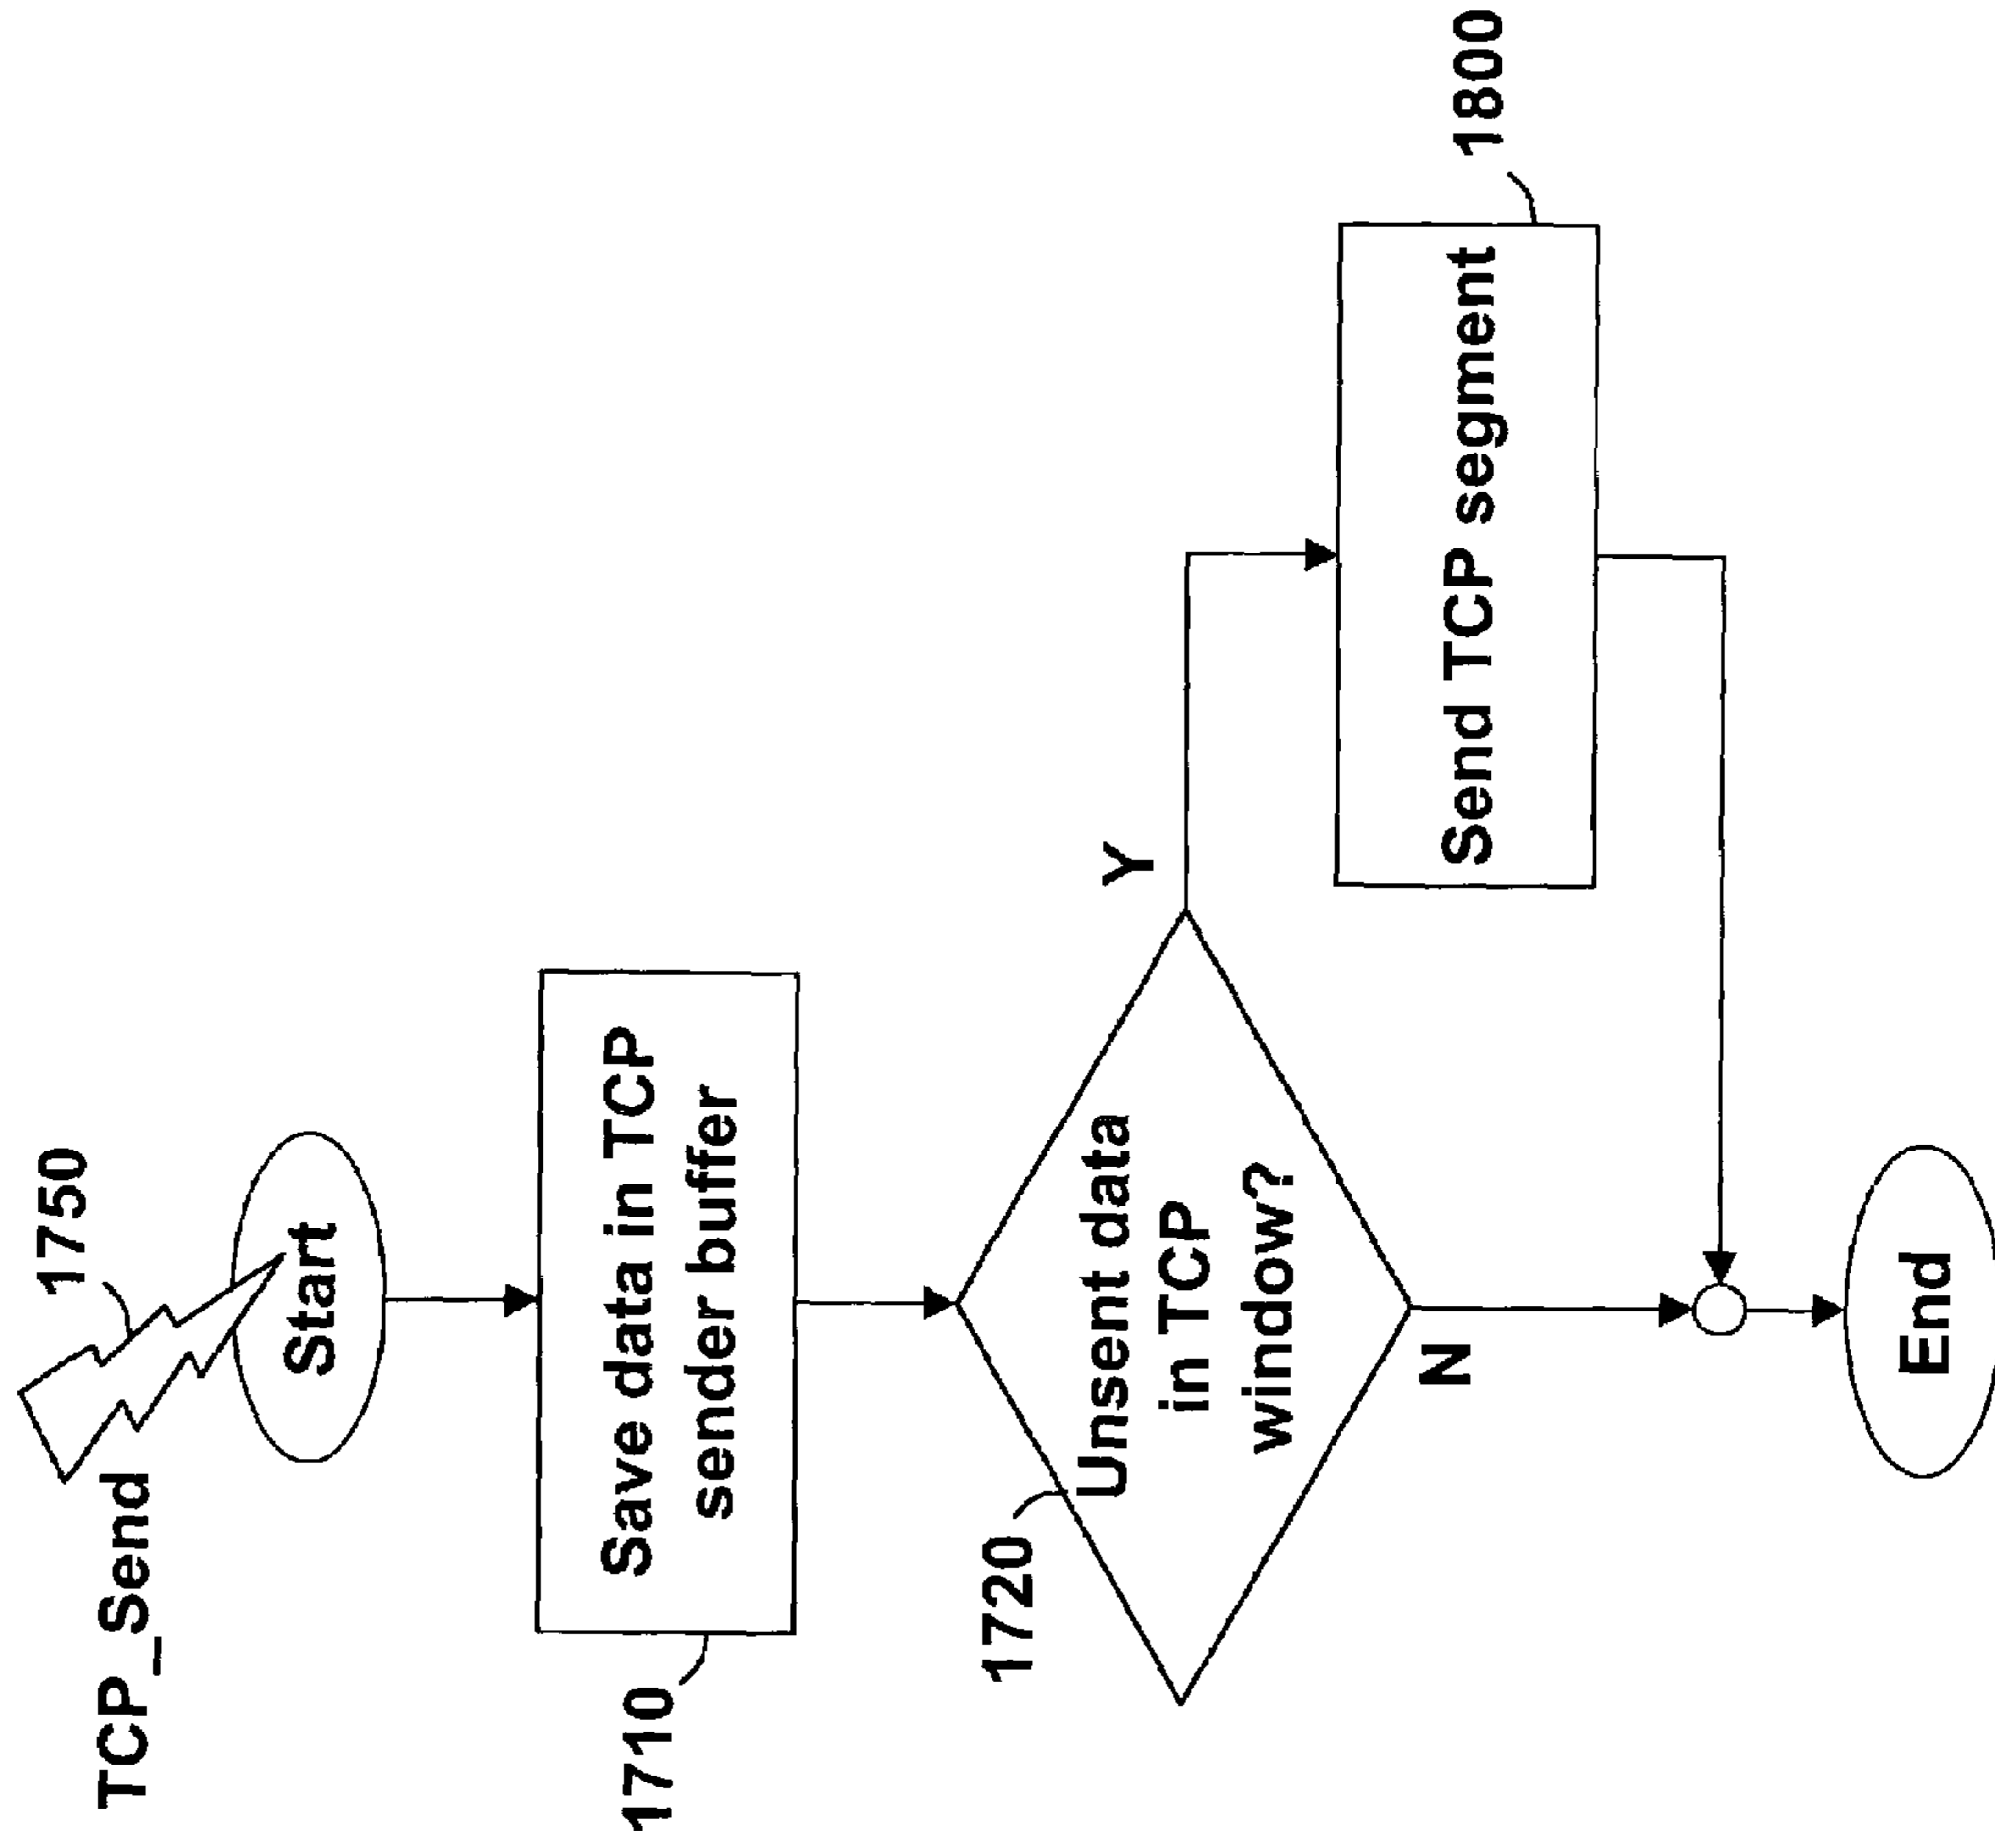 1750
TCP_Send
Start
1710
Save data in TCP
sender buffer
1720
Unsent data
in TCP
window?
Y
N
1800
Send TCP segment
End